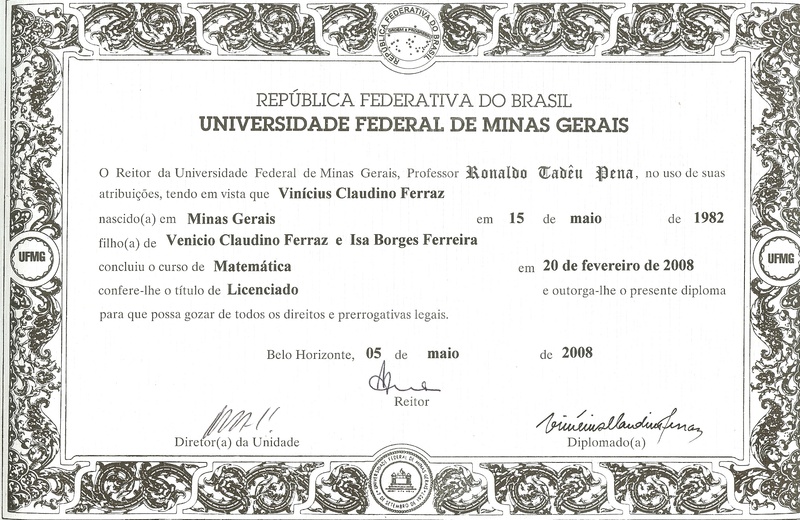 REPÚBLICA FEDERATIVA DO BRASIL
REPÚBLICA FEDERATIVA DO BRASIL
UNIVERSIDADE FEDERAL DE MINAS GERAIS
O Reitor da Universidade Federal de Minas Gerais, Professor Ronaldo Tadêu Pena, no uso de suas
atribuições, tendo em vista que Vinícius Claudino Ferraz
nascido(a) em Minas Gerais em 15 de maio de 1982
filho(a) de Venicio Claudino Ferraz e Isa Borges Ferreira
UFMG
UFMG
concluiu o curso de Matemática em 20 de fevereiro de 2008
confere-lhe o título de Licenciado e outorga-lhe o presente diploma
para que possa gozar de todos os direitos e prerrogativas legais.
Belo Horizonte, 05 de maio de 2008
Reitor
Viniciusclaudinoferraz
Diretor(a) da Unidade Diplomado(a)
UNIVERSIDADE FEDERAL DE MINAS GERAIS